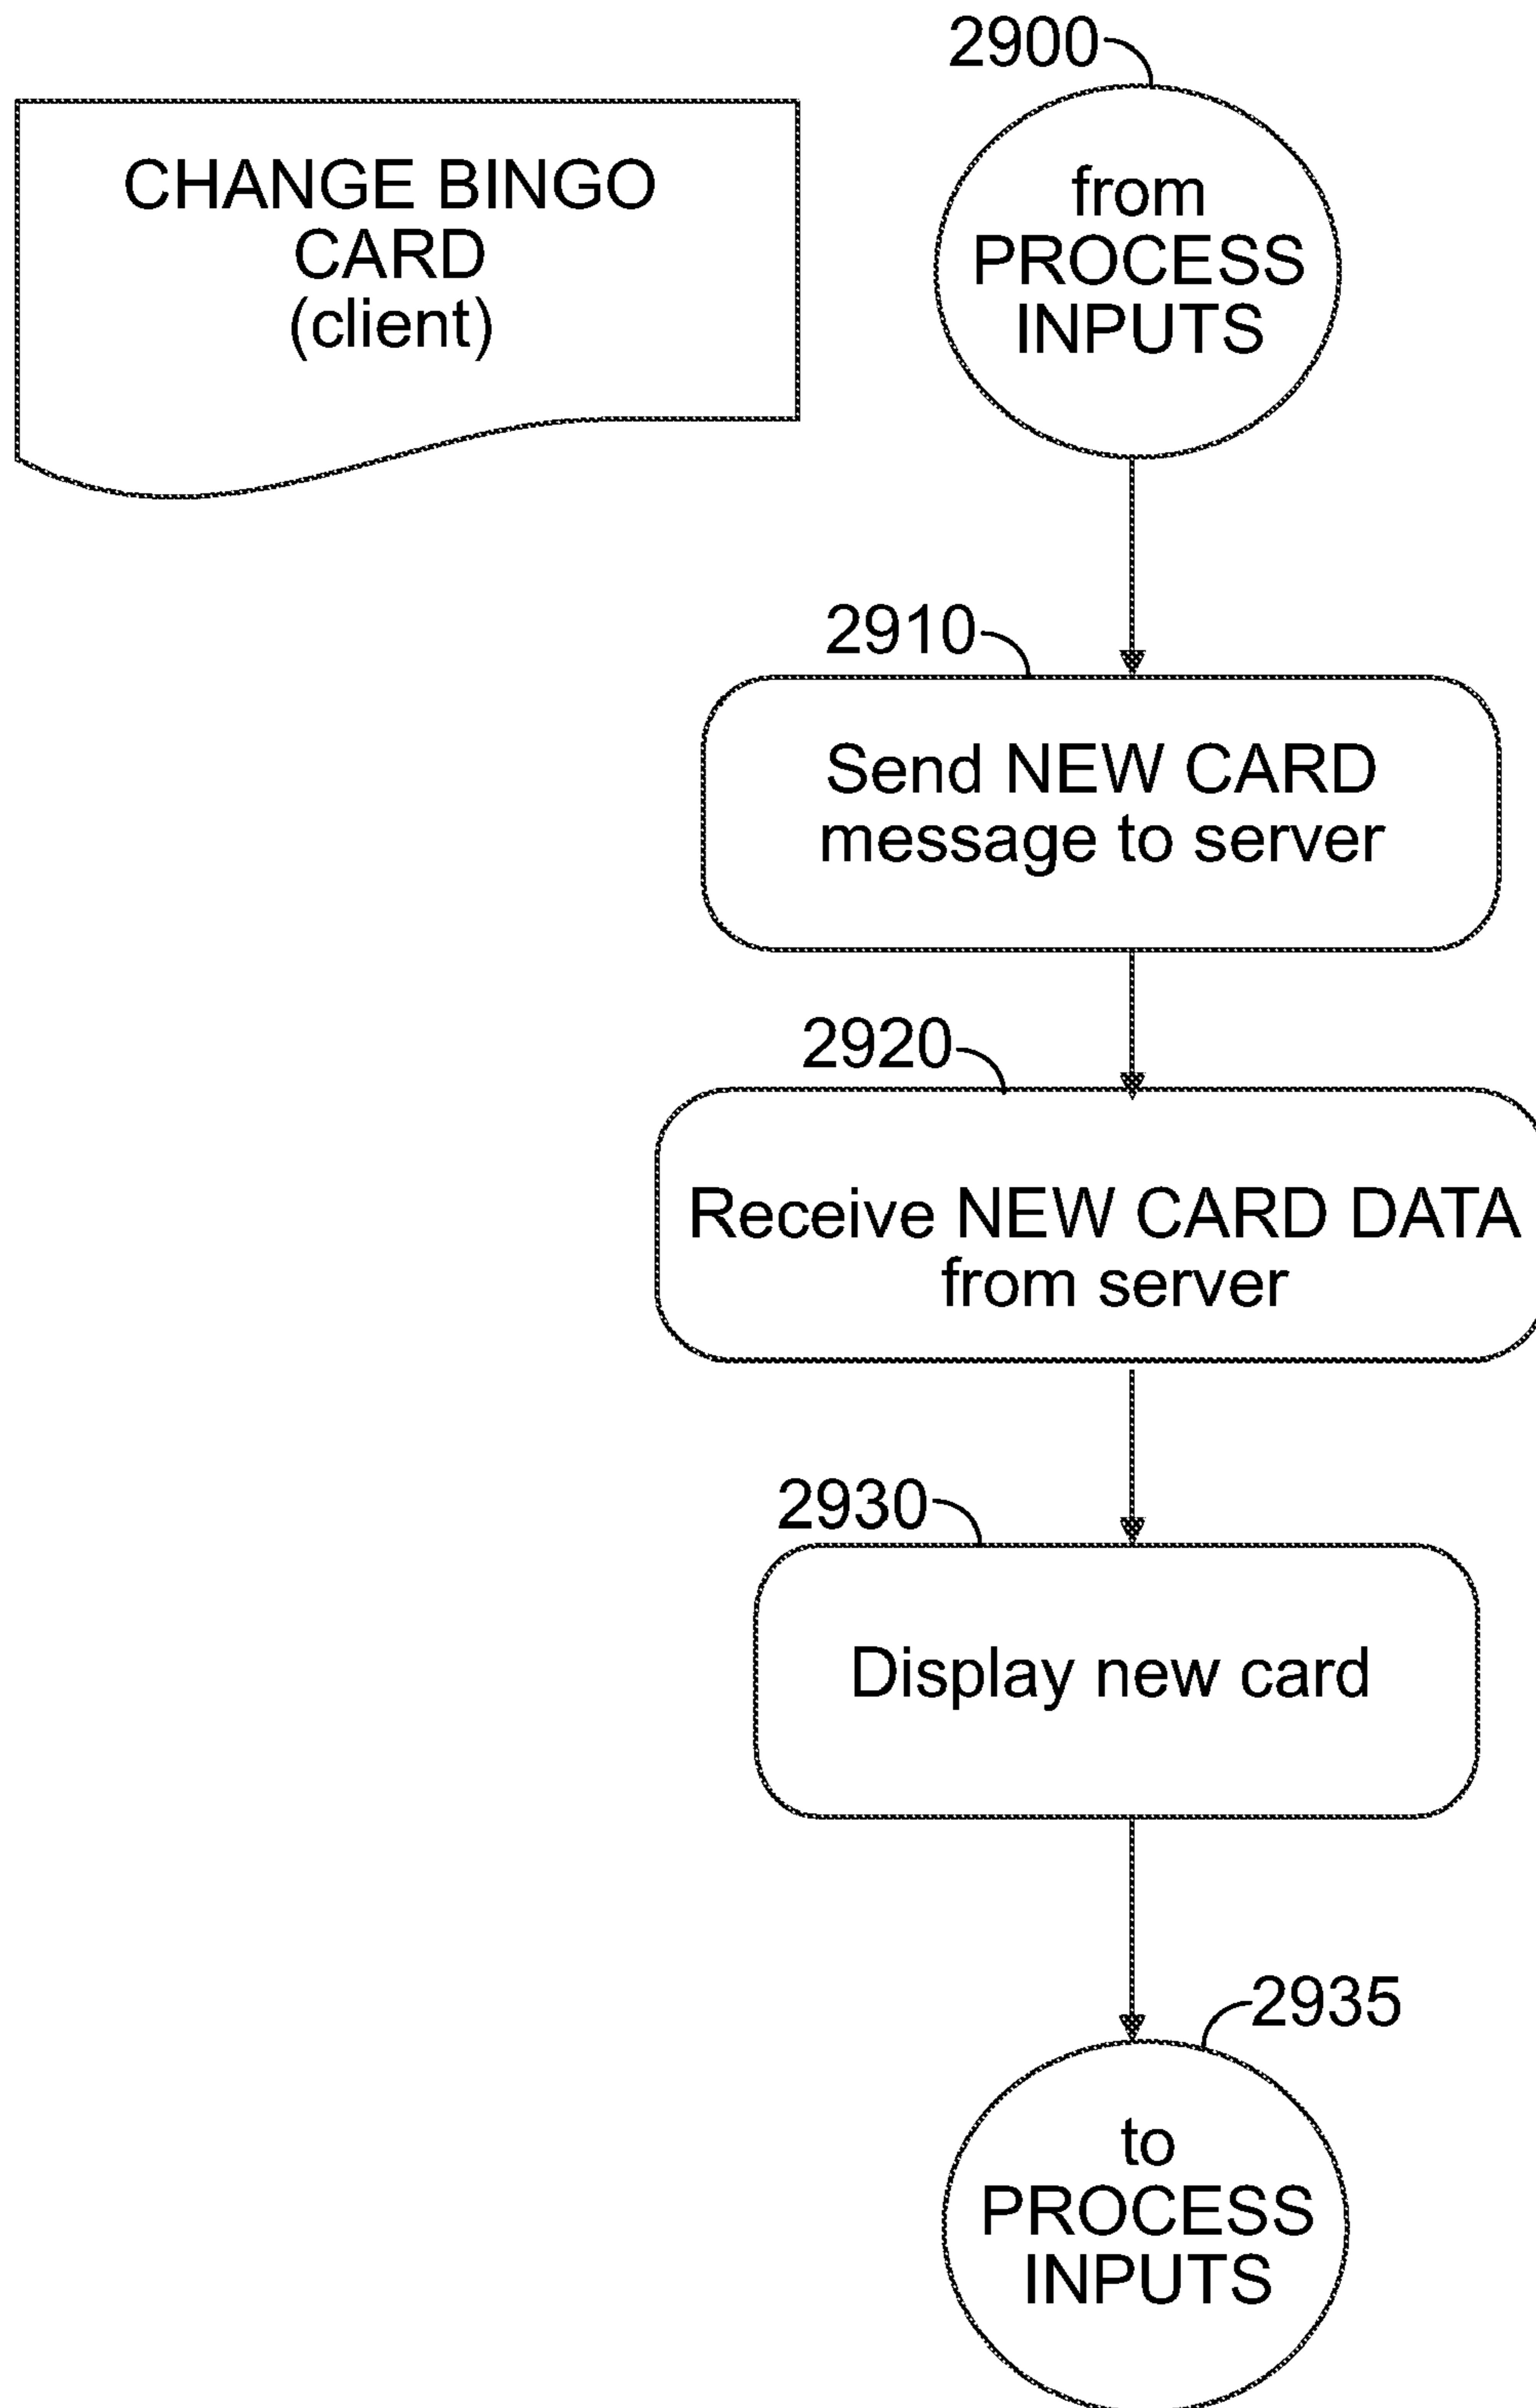 2900
CHANGE BINGO
CARD
(client)
from
PROCESS
INPUTS
2910
Send NEW CARD
message to server
2920
Receive NEW CARD DATA
from server
2930
Display new card
2935
to
PROCESS
INPUTS